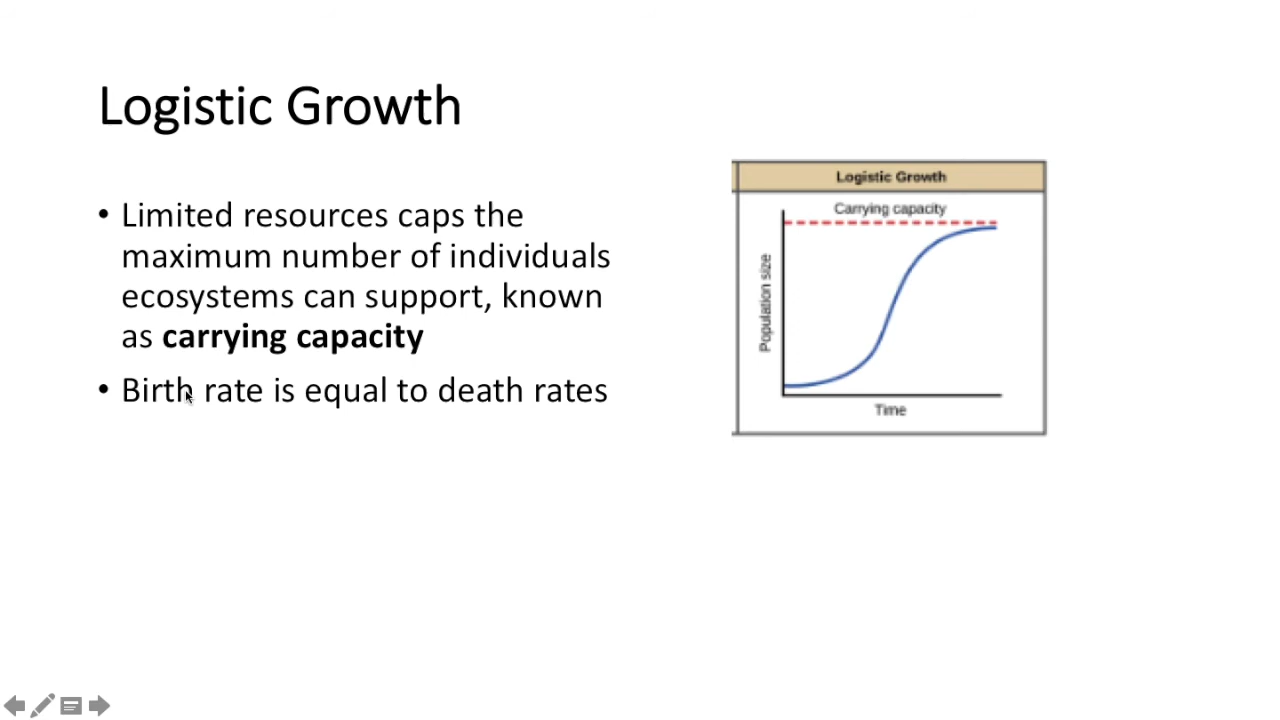 Logistic Growth
• Limited resources caps the
maximum number of individuals
ecosystems can support, known
as carrying capacity
• Birth rate is equal to death rates
Logistic Growth
Carrying capacity
Population size
Time